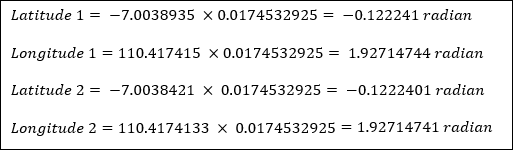 Latitude 1 = −7.0038935 × 0.0174532925 = −0.122241 radian
Longitude 1 = 110.417415 × 0.0174532925 = 1.92714744 radian
Latitude 2 = −7.0038421 × 0.0174532925 = −0.1222401 radian
Longitude 2 = 110.4174133 × 0.0174532925 = 1.92714741 radian